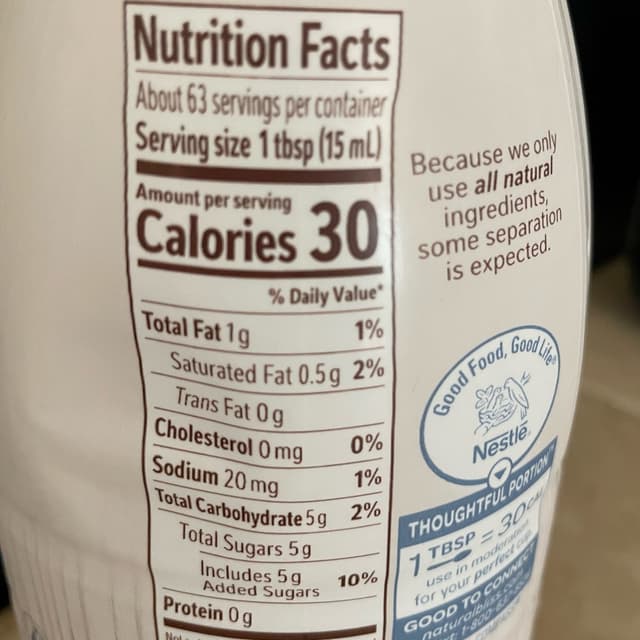 Nutrition Facts
About 63 servings per container
Serving size 1 tbsp (15 mL)
Amount per serving
Calories 30
% Daily Value*
Total Fat 1g 1%
Saturated Fat 0.5g 2%
Trans Fat 0g
Cholesterol 0mg 0%
Sodium 20mg 1%
Total Carbohydrate 5g 2%
Total Sugars 5g
Includes 5g
Added Sugars 10%
Protein 0g
Because we only
use all natural
ingredients,
some separation
is expected.
Good Food, Good Life®
Nestlé
THOUGHTFUL PORTION
1 TBSP = 30
use in moderation
for your perfect cup
GOOD TO CONNECT